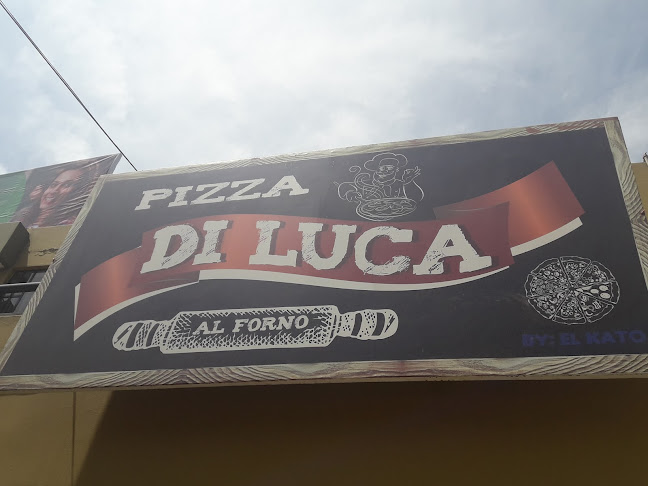 PIZZA
DI LUCA
AL FORNO
BY: EL KATO